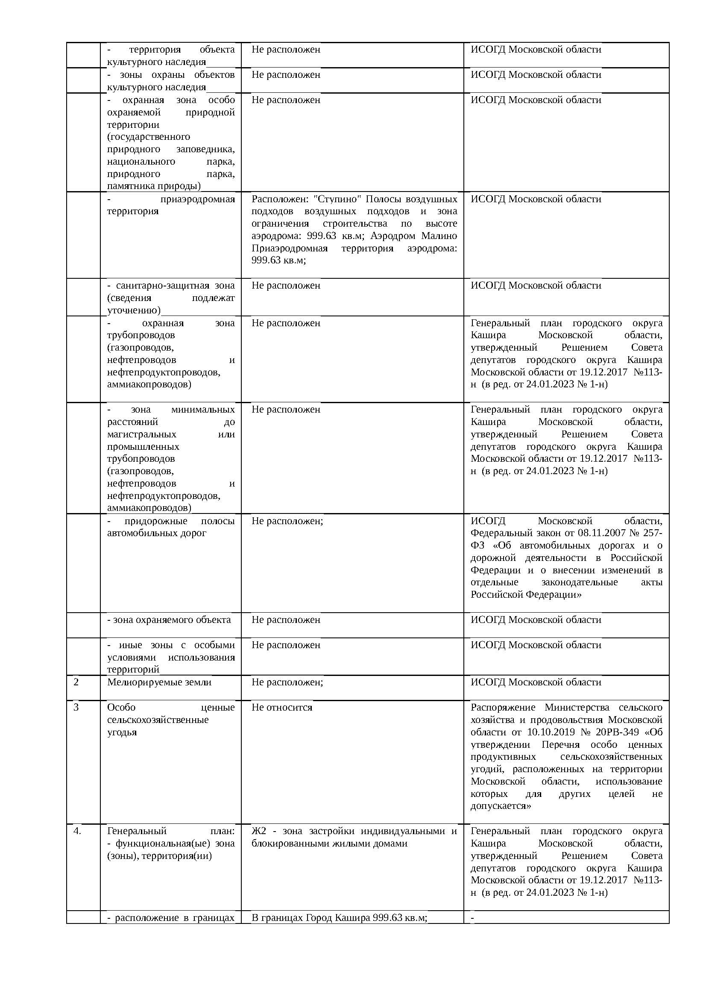 - территория объекта
культурного наследия
Не расположен
ИСОГД Московской области
- зоны охраны объектов
культурного наследия
Не расположен
ИСОГД Московской области
- охранная зона особо
охраняемой природной
территории
(государственного
природного заповедника,
национального парка,
природного парка,
памятника природы)
Не расположен
ИСОГД Московской области
- приаэродромная
территория
Расположен: "Ступино" Полосы воздушных
подходов воздушных подходов и зона
ограничения строительства по высоте
аэродрома: 999.63 кв.м; Аэродром Малино
Приаэродромная территория аэродрома:
999.63 кв.м;
ИСОГД Московской области
- санитарно-защитная зона
(сведения подлежат
уточнению)
Не расположен
ИСОГД Московской области
- охранная зона
трубопроводов
(газопроводов,
нефтепроводов и
нефтепродуктопроводов,
аммиакопроводов)
Не расположен
Генеральный план городского округа
Кашира Московской области,
утвержденный Решением Совета
депутатов городского округа Кашира
Московской области от 19.12.2017 №113-
н (в ред. от 24.01.2023 № 1-н)
- зона минимальных
расстояний до
магистральных или
промышленных
трубопроводов
(газопроводов,
нефтепроводов и
нефтепродуктопроводов,
аммиакопроводов)
Не расположен
Генеральный план городского округа
Кашира Московской области,
утвержденный Решением Совета
депутатов городского округа Кашира
Московской области от 19.12.2017 №113-
н (в ред. от 24.01.2023 № 1-н)
- придорожные полосы
автомобильных дорог
Не расположен;
ИСОГД Московской области,
Федеральный закон от 08.11.2007 № 257-
ФЗ «Об автомобильных дорогах и о
дорожной деятельности в Российской
Федерации и о внесении изменений в
отдельные законодательные акты
Российской Федерации»
- зона охраняемого объекта
Не расположен
ИСОГД Московской области
- иные зоны с особыми
условиями использования
территорий
Не расположен
ИСОГД Московской области
2
Мелиорируемые земли
Не расположен;
ИСОГД Московской области
3
Особо ценные
сельскохозяйственные
угодья
Не относится
Распоряжение Министерства сельского
хозяйства и продовольствия Московской
области от 10.10.2019 № 20РВ-349 «Об
утверждении Перечня особо ценных
продуктивных сельскохозяйственных
угодий, расположенных на территории
Московской области, использование
которых для других целей не
допускается»
4.
Генеральный план:
- функциональная(ые) зона
(зоны), территория(ии)
Ж2 - зона застройки индивидуальными и
блокированными жилыми домами
Генеральный план городского округа
Кашира Московской области,
утвержденный Решением Совета
депутатов городского округа Кашира
Московской области от 19.12.2017 №113-
н (в ред. от 24.01.2023 № 1-н)
- расположение в границах
В границах Город Кашира 999.63 кв.м;
-